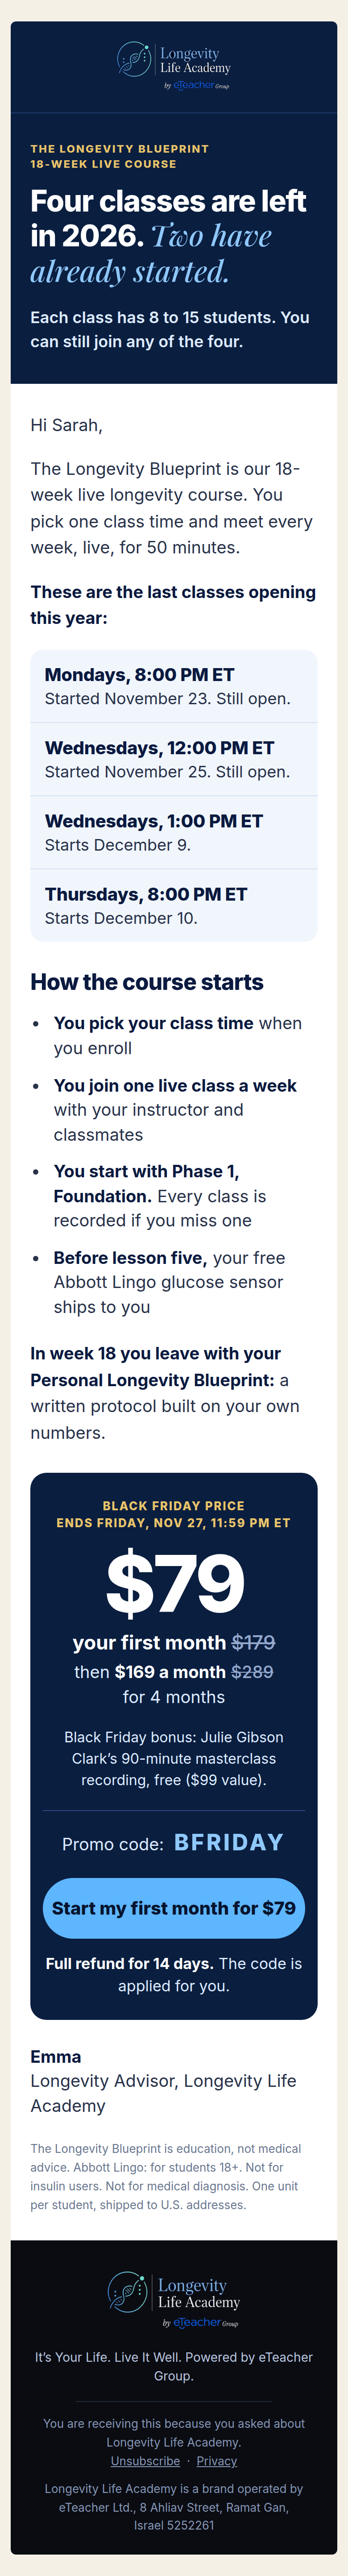 Longevity
Life Academy
by eTeacher Group
THE LONGEVITY BLUEPRINT
18-WEEK LIVE COURSE
Four classes are left
in 2026. Two have
already started.
Each class has 8 to 15 students. You
can still join any of the four.
Hi Sarah,
The Longevity Blueprint is our 18-
week live longevity course. You
pick one class time and meet every
week, live, for 50 minutes.
These are the last classes opening
this year:
Mondays, 8:00 PM ET
Started November 23. Still open.
Wednesdays, 12:00 PM ET
Started November 25. Still open.
Wednesdays, 1:00 PM ET
Starts December 9.
Thursdays, 8:00 PM ET
Starts December 10.
How the course starts
• You pick your class time when
you enroll
• You join one live class a week
with your instructor and
classmates
• You start with Phase 1,
Foundation. Every class is
recorded if you miss one
• Before lesson five, your free
Abbott Lingo glucose sensor
ships to you
In week 18 you leave with your
Personal Longevity Blueprint: a
written protocol built on your own
numbers.
BLACK FRIDAY PRICE
ENDS FRIDAY, NOV 27, 11:59 PM ET
$79
your first month $179
then $169 a month $289
for 4 months
Black Friday bonus: Julie Gibson
Clark’s 90-minute masterclass
recording, free ($99 value).
Promo code: BFRIDAY
Start my first month for $79
Full refund for 14 days. The code is
applied for you.
Emma
Longevity Advisor, Longevity Life
Academy
The Longevity Blueprint is education, not medical
advice. Abbott Lingo: for students 18+. Not for
insulin users. Not for medical diagnosis. One unit
per student, shipped to U.S. addresses.
Longevity
Life Academy
by eTeacher Group
It’s Your Life. Live It Well. Powered by eTeacher
Group.
You are receiving this because you asked about
Longevity Life Academy.
Unsubscribe · Privacy
Longevity Life Academy is a brand operated by
eTeacher Ltd., 8 Ahliav Street, Ramat Gan,
Israel 5252261